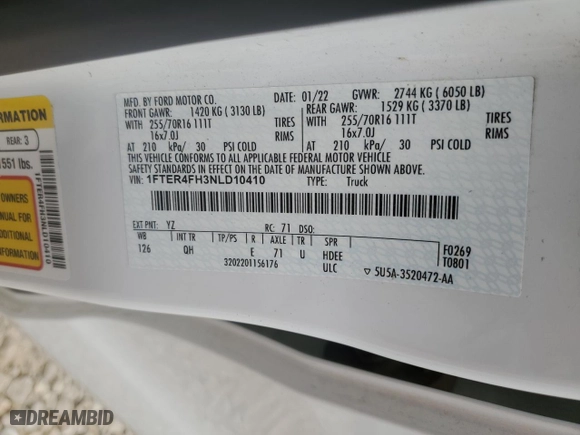 MFD. BY FORD MOTOR CO. DATE: 01/22 GVWR: 2744 KG ( 6050 LB)
FRONT GAWR: 1420 KG ( 3130 LB) REAR GAWR: 1529 KG ( 3370 LB)
WITH 255/70R16 111T TIRES WITH 255/70R16 111T TIRES
16x7.0J RIMS 16x7.0J RIMS
AT 210 kPa/ 30 PSI COLD AT 210 kPa/ 30 PSI COLD
THIS VEHICLE CONFORMS TO ALL APPLICABLE FEDERAL MOTOR VEHICLE
SAFETY STANDARDS IN EFFECT ON THE DATE OF MANUFACTURE SHOWN ABOVE.
VIN: 1FTER4FH3NLD10410 TYPE: Truck
EXT PNT: YZ RC: 71 DSO:
WB INT TR TP/PS R AXLE TR SPR
126 QH E 71 U HDEE
ULC
3202201156176
F0269
T0801
▽ 5U5A-3520472-AA
RMATION
REAR: 3
551 lbs.
OWNERS
ANUAL FOR
DDITIONAL
FORMATION
1FTER4FH3NLD10410
DREAMBID